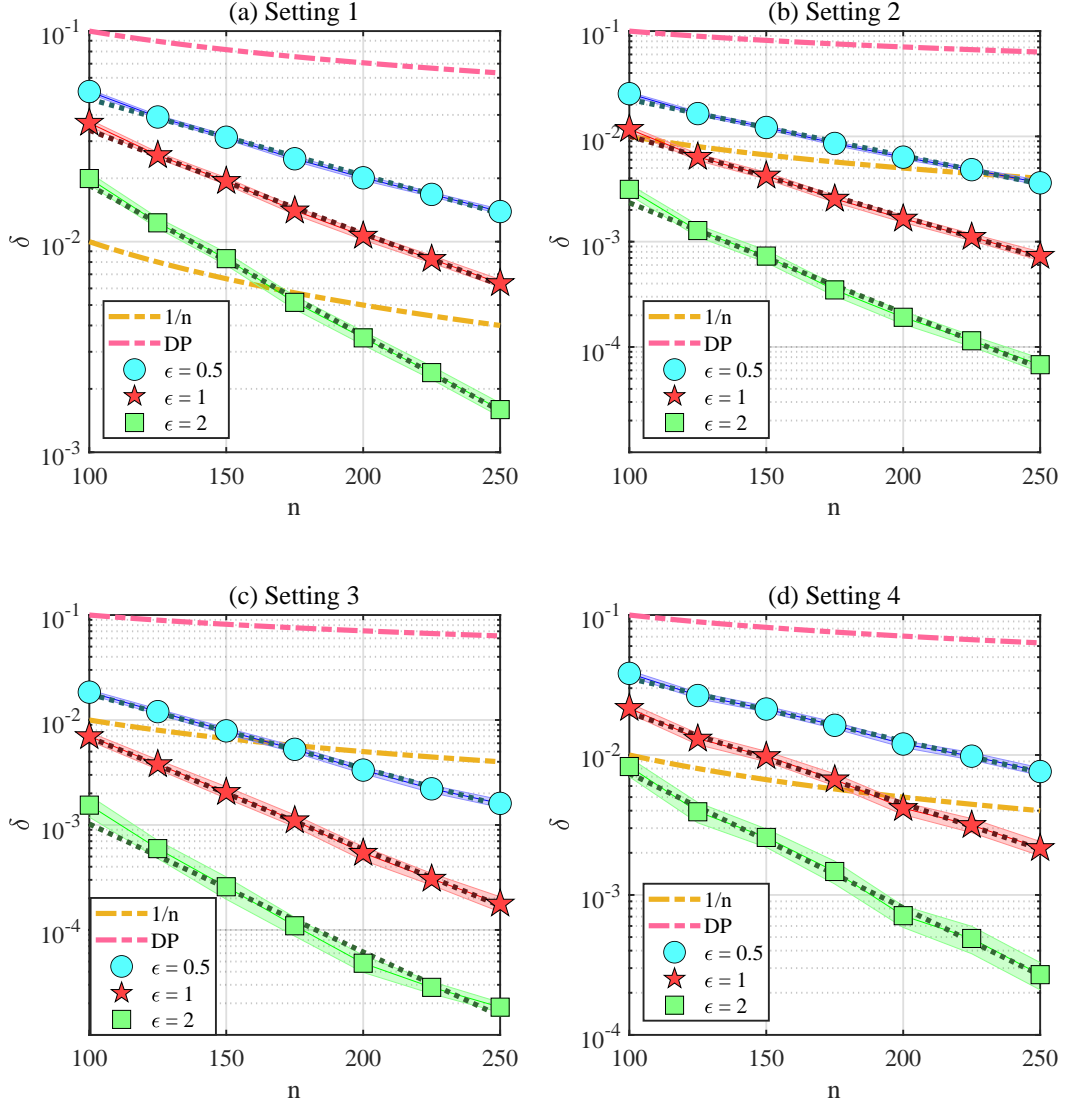 (a) Setting 1
10^-1
10^-2
10^-3
δ
1/n
DP
ϵ = 0.5
ϵ = 1
ϵ = 2
100 150 200 250
n
(b) Setting 2
10^-1
10^-2
10^-3
10^-4
δ
1/n
DP
ϵ = 0.5
ϵ = 1
ϵ = 2
100 150 200 250
n
(c) Setting 3
10^-1
10^-2
10^-3
10^-4
δ
1/n
DP
ϵ = 0.5
ϵ = 1
ϵ = 2
100 150 200 250
n
(d) Setting 4
10^-1
10^-2
10^-3
10^-4
δ
1/n
DP
ϵ = 0.5
ϵ = 1
ϵ = 2
100 150 200 250
n